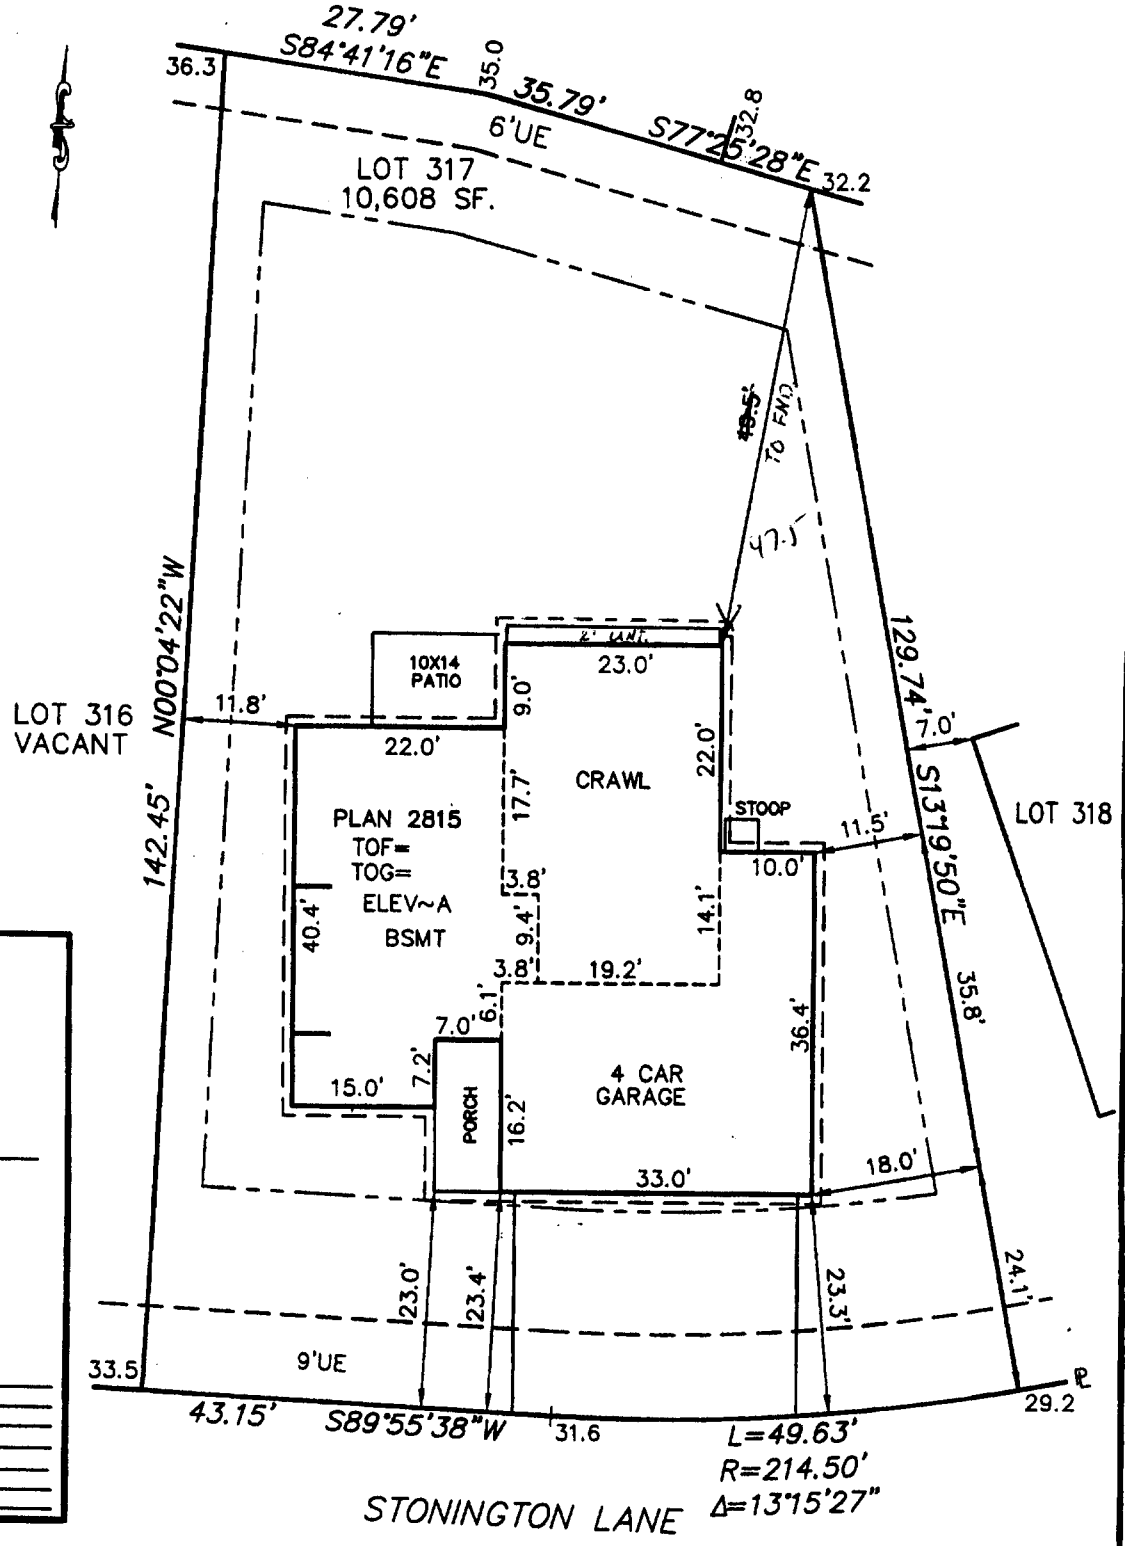 27.79'
S84°41'16"E
36.3
35.0
35.79'
32.8
S77°25'28"E
32.2
6'UE
LOT 317
10,608 SF.
43.5'
TO FND.
47.5
N00°04'22"W
142.45'
LOT 316
VACANT
11.8'
10X14
PATIO
2' CANT.
23.0'
9.0'
22.0'
22.0'
17.7'
CRAWL
129.74'
7.0'
S13°19'50"E
LOT 318
STOOP
11.5'
10.0'
PLAN 2815
TOF=
TOG=
ELEV~A
BSMT
3.8'
9.4'
14.1'
40.4'
3.8'
19.2'
6.1'
35.8'
36.4'
7.0'
7.2'
15.0'
PORCH
16.2'
4 CAR
GARAGE
33.0'
18.0'
23.0'
23.4'
23.3'
24.1'
9'UE
33.5
43.15'
S89°55'38"W
31.6
29.2
PL
L=49.63'
R=214.50'
Δ=13°15'27"
STONINGTON LANE